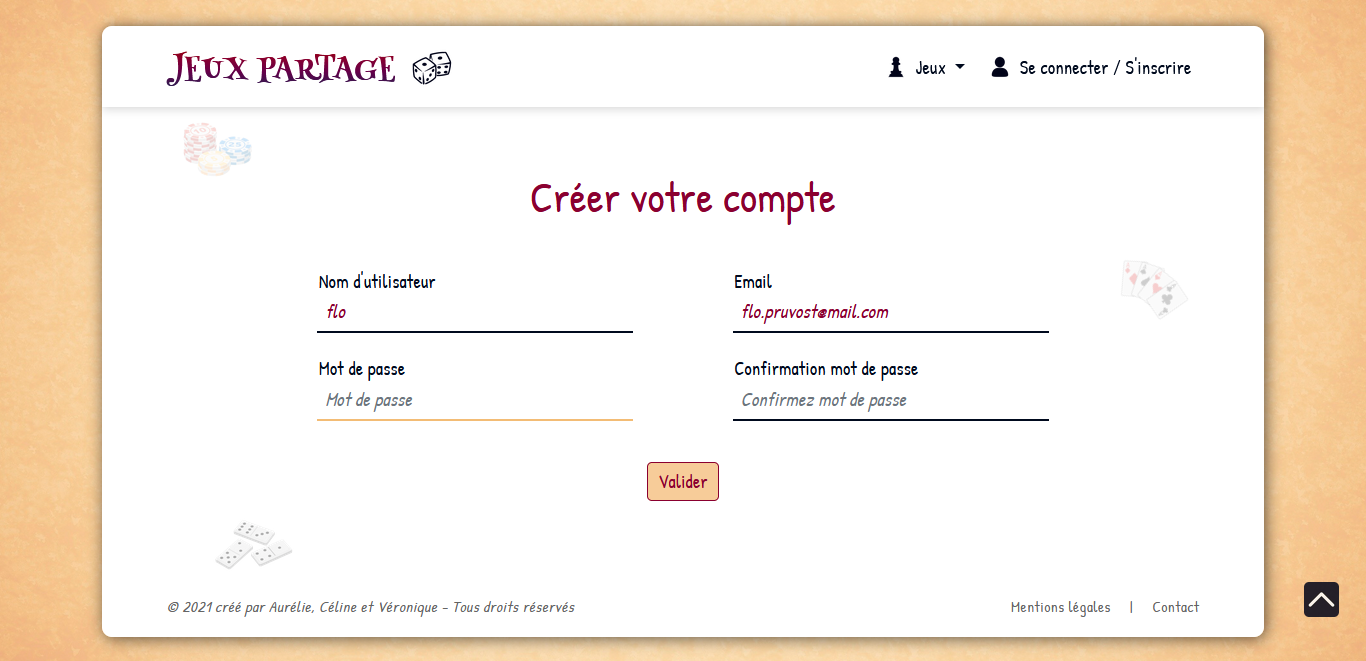 Jeux Partage
Jeux
Se connecter / S'inscrire
Créer votre compte
Nom d'utilisateur
Email
flo
flo.pruvost@mail.com
Mot de passe
Confirmation mot de passe
Mot de passe
Confirmez mot de passe
Valider
© 2021 créé par Aurélie, Céline et Véronique - Tous droits réservés
Mentions légales | Contact